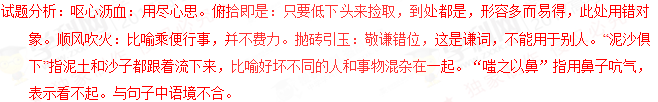 试题分析：呕心沥血：用尽心思。俯拾即是：只要低下头来捡取，到处都是，形容多而易得，此处用错对
象。顺风吹火：比喻乘便行事，并不费力。抛砖引玉：敬谦错位，这是谦词，不能用于别人。“泥沙俱
下”指泥土和沙子都跟着流下来，比喻好坏不同的人和事物混杂在一起。“嗤之以鼻”指用鼻子吭气，
表示看不起。与句子中语境不合。